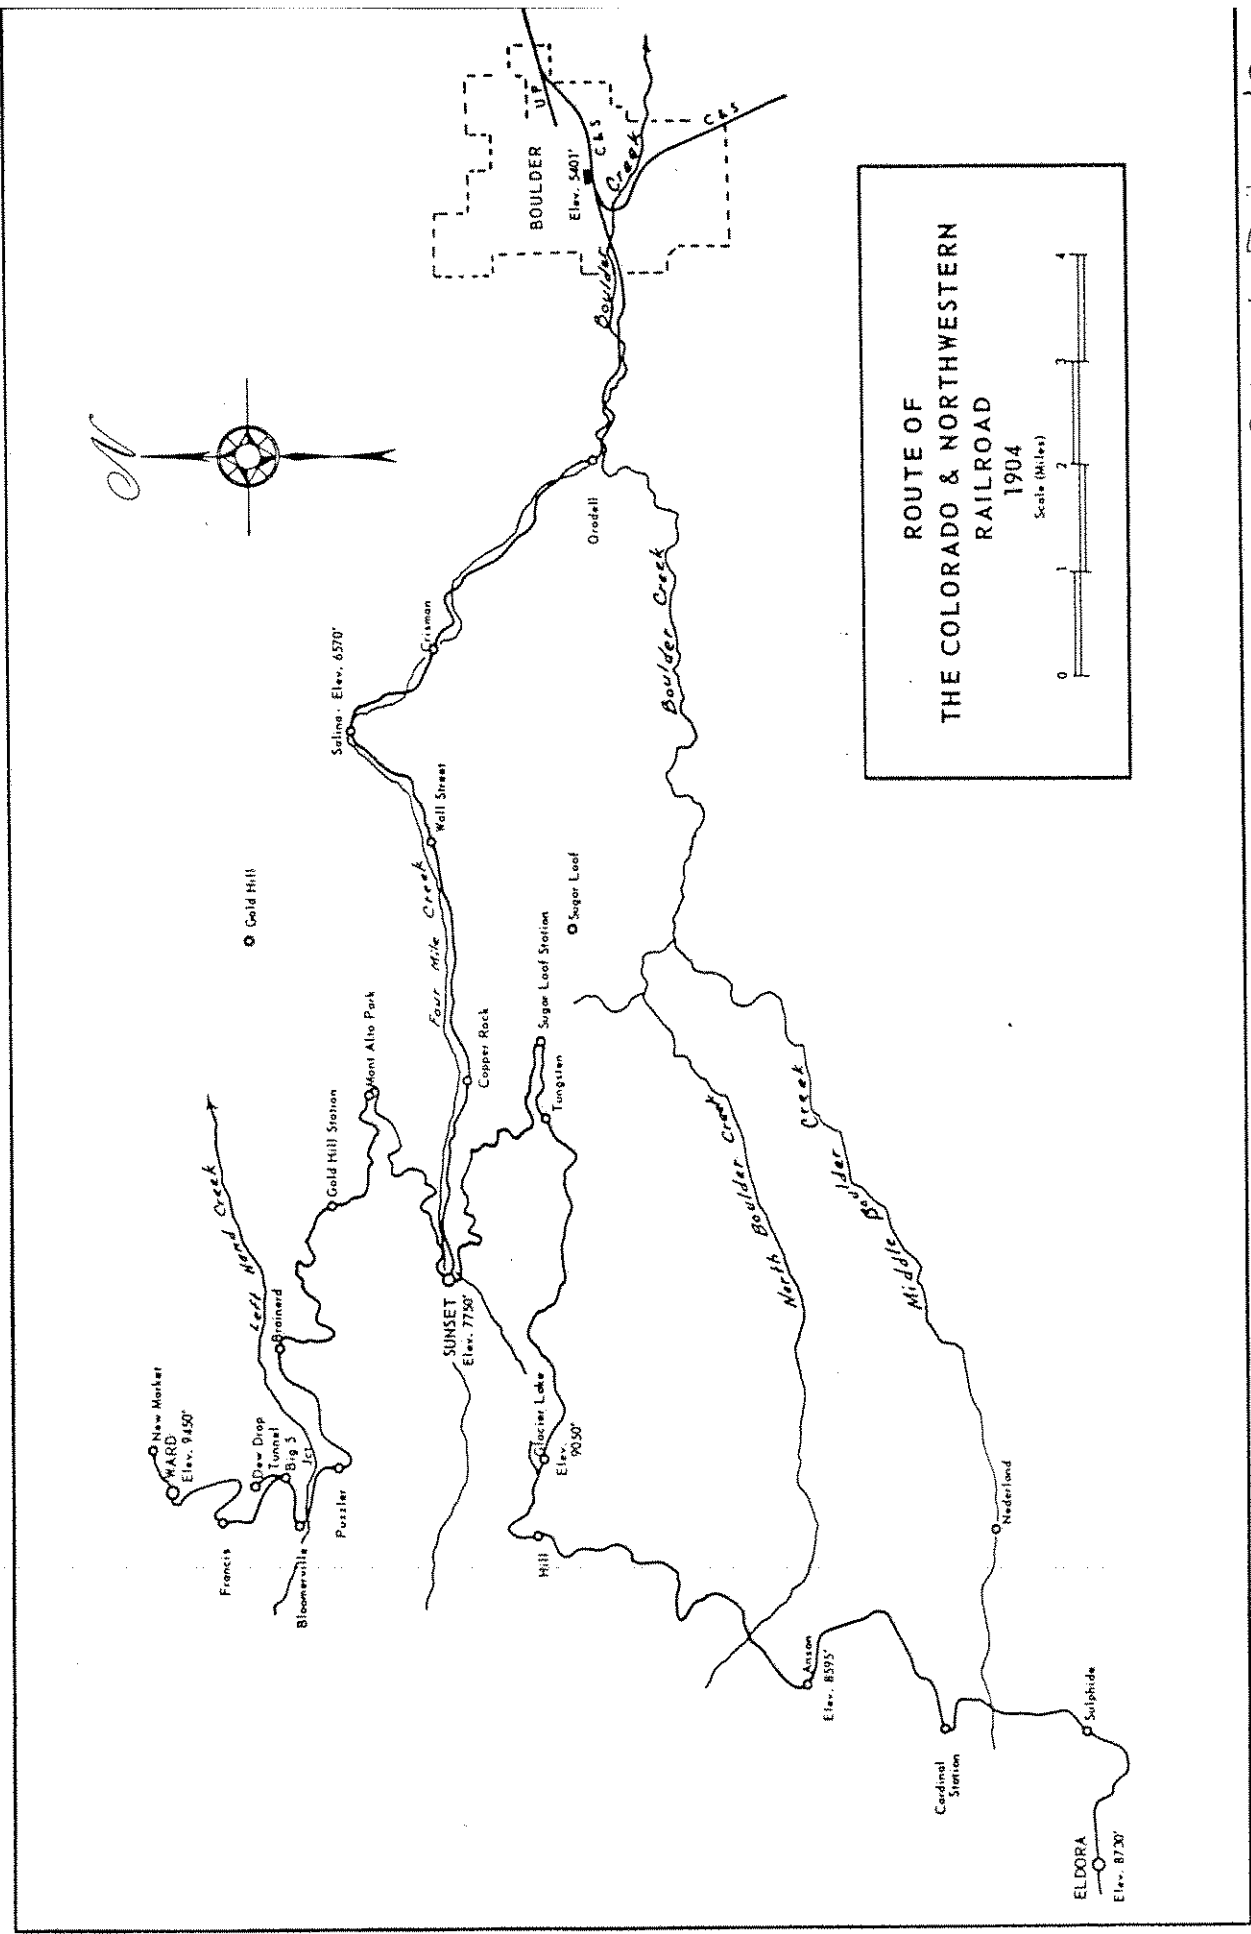 N
ROUTE OF
THE COLORADO & NORTHWESTERN
RAILROAD
1904
Scale (Miles)
0 1 2 3 4
BOULDER
Elev. 5401'
U P
C & S
C & S
Boulder Creek
Orodell
Crisman
Salina - Elev. 6570'
Wall Street
Four Mile Creek
Gold Hill
Copper Rock
Sugar Loaf
Sugar Loaf Station
Tungsten
Mont Alto Park
Gold Hill Station
Left Hand Creek
Brainerd
SUNSET
Elev. 7750'
New Market
WARD
Elev. 9450'
Dew Drop
Tunnel
Big 5
Jct
Puzzler
Francis
Bloomerville
Glacier Lake
Elev.
9050'
Hill
Boulder Creek
North Boulder Creek
Middle Boulder Creek
Nederland
Anson
Elev. 8595'
Cardinal
Station
Sulphide
ELDORA
Elev. 8730'